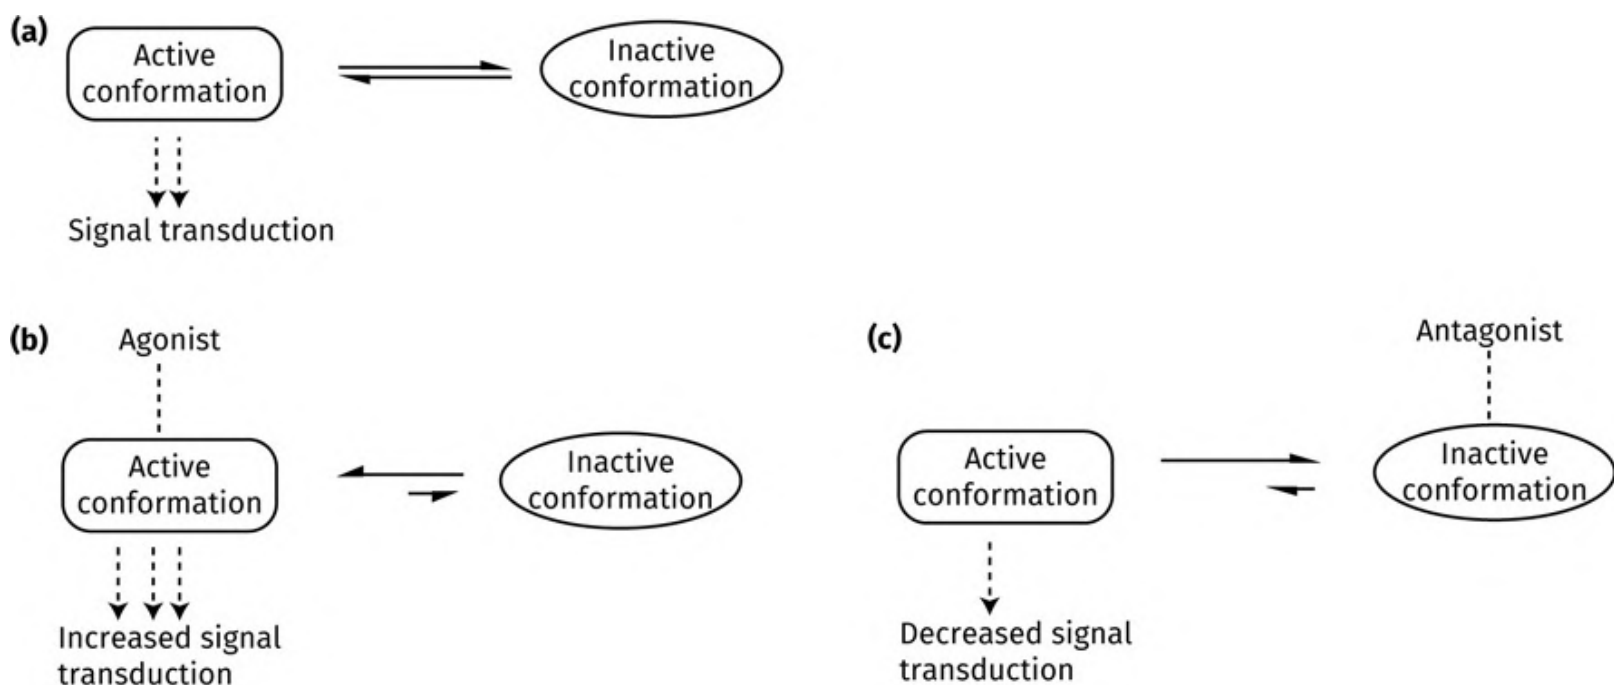 (a)
Active
conformation
Inactive
conformation
Signal transduction
(b)
Agonist
Active
conformation
Inactive
conformation
Increased signal
transduction
(c)
Antagonist
Active
conformation
Inactive
conformation
Decreased signal
transduction